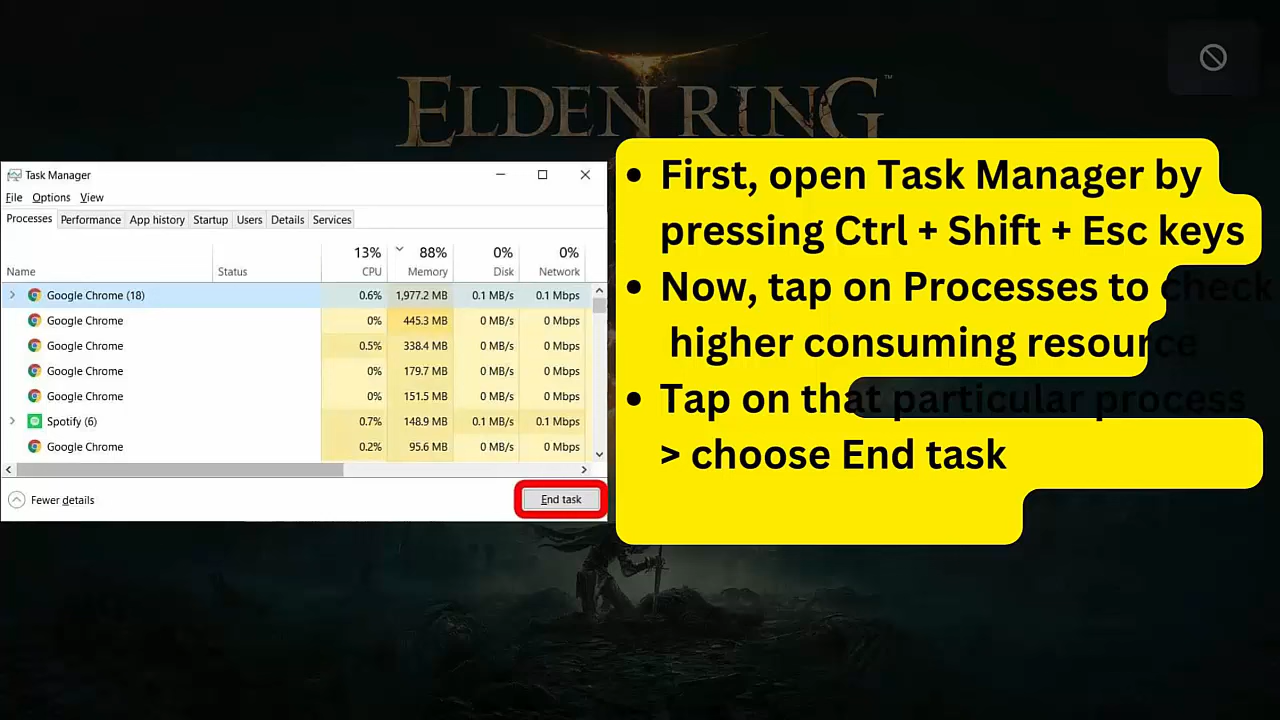 ELDEN RING™
Task Manager
File Options View
Processes Performance App history Startup Users Details Services
13% 88% 0% 0%
Name Status CPU Memory Disk Network
Google Chrome (18) 0.6% 1,977.2 MB 0.1 MB/s 0.1 Mbps
Google Chrome 0% 445.3 MB 0 MB/s 0 Mbps
Google Chrome 0.5% 338.4 MB 0 MB/s 0 Mbps
Google Chrome 0% 179.7 MB 0 MB/s 0 Mbps
Google Chrome 0% 151.5 MB 0 MB/s 0 Mbps
Spotify (6) 0.7% 148.9 MB 0.1 MB/s 0.1 Mbps
Google Chrome 0.2% 95.6 MB 0 MB/s 0 Mbps
Fewer details End task
• First, open Task Manager by
pressing Ctrl + Shift + Esc keys
• Now, tap on Processes to check
higher consuming resource
• Tap on that particular process
> choose End task